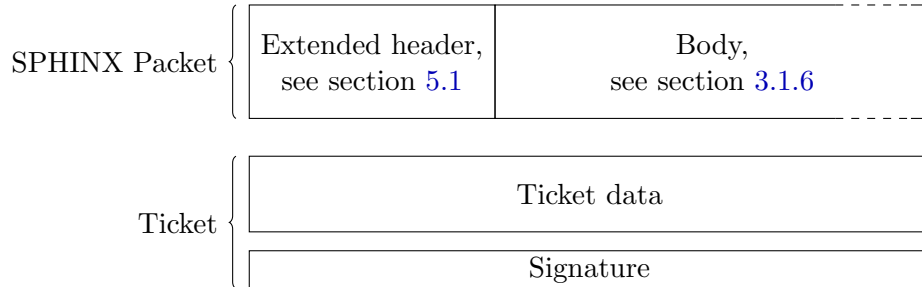 SPHINX Packet
Extended header,
see section 5.1
Body,
see section 3.1.6
Ticket
Ticket data
Signature